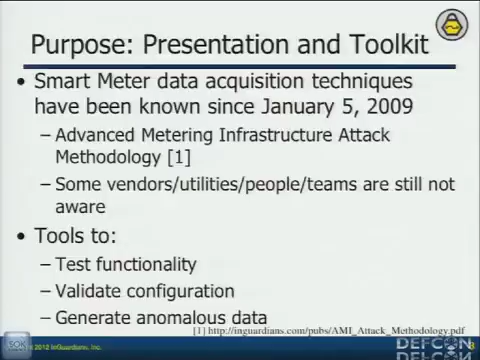 Purpose: Presentation and Toolkit
• Smart Meter data acquisition techniques
have been known since January 5, 2009
– Advanced Metering Infrastructure Attack
Methodology [1]
– Some vendors/utilities/people/teams are still not
aware
• Tools to:
– Test functionality
– Validate configuration
– Generate anomalous data
[1] http://inguardians.com/pubs/AMI_Attack_Methodology.pdf
2012 InGuardians, Inc.
DEFCON